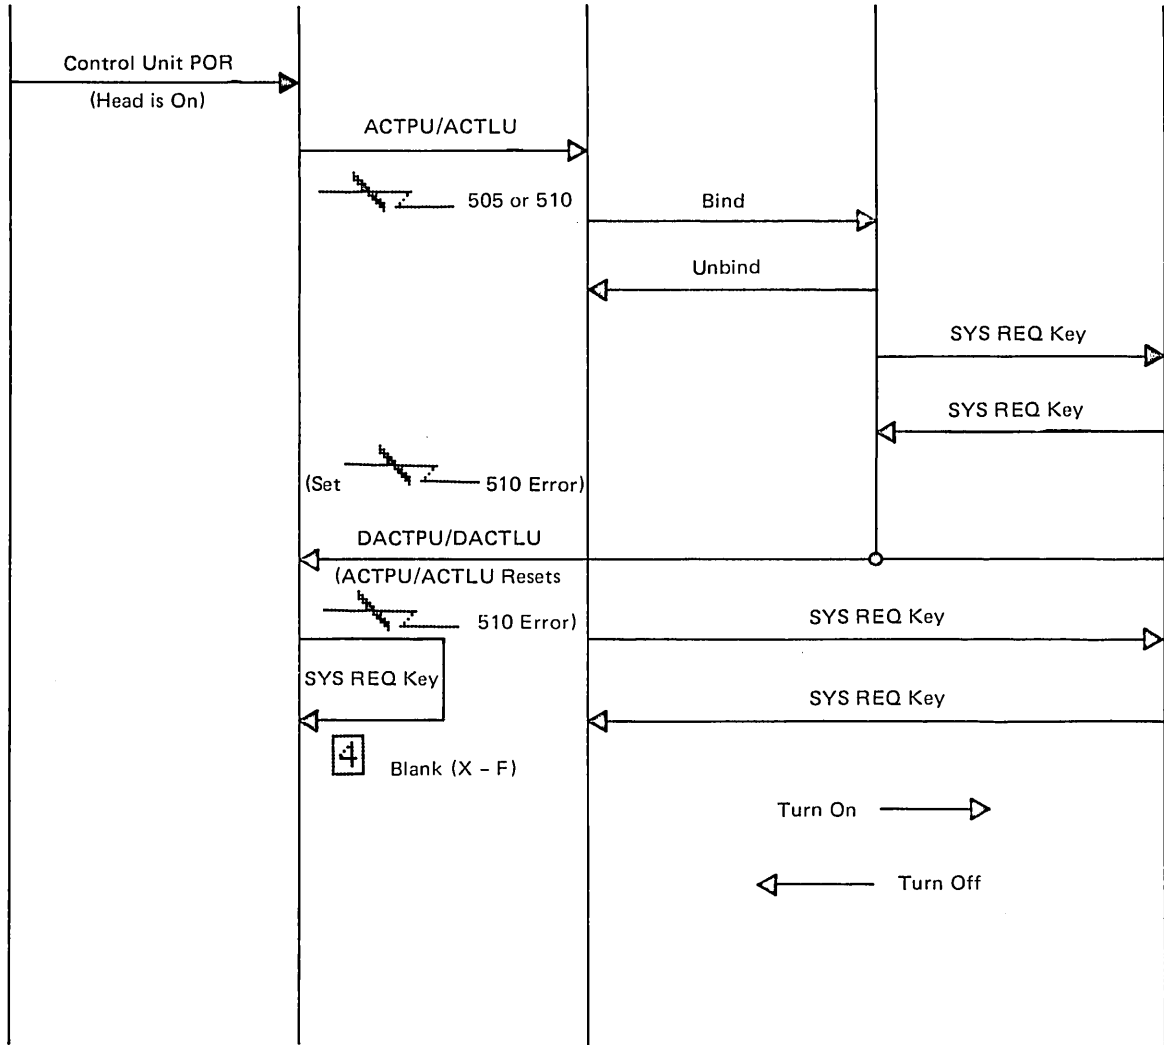 Control Unit POR
(Head is On)
ACTPU/ACTLU
505 or 510
Bind
Unbind
SYS REQ Key
SYS REQ Key
(Set 510 Error)
DACTPU/DACTLU
(ACTPU/ACTLU Resets
510 Error)
SYS REQ Key
SYS REQ Key
SYS REQ Key
4 Blank (X – F)
Turn On
Turn Off